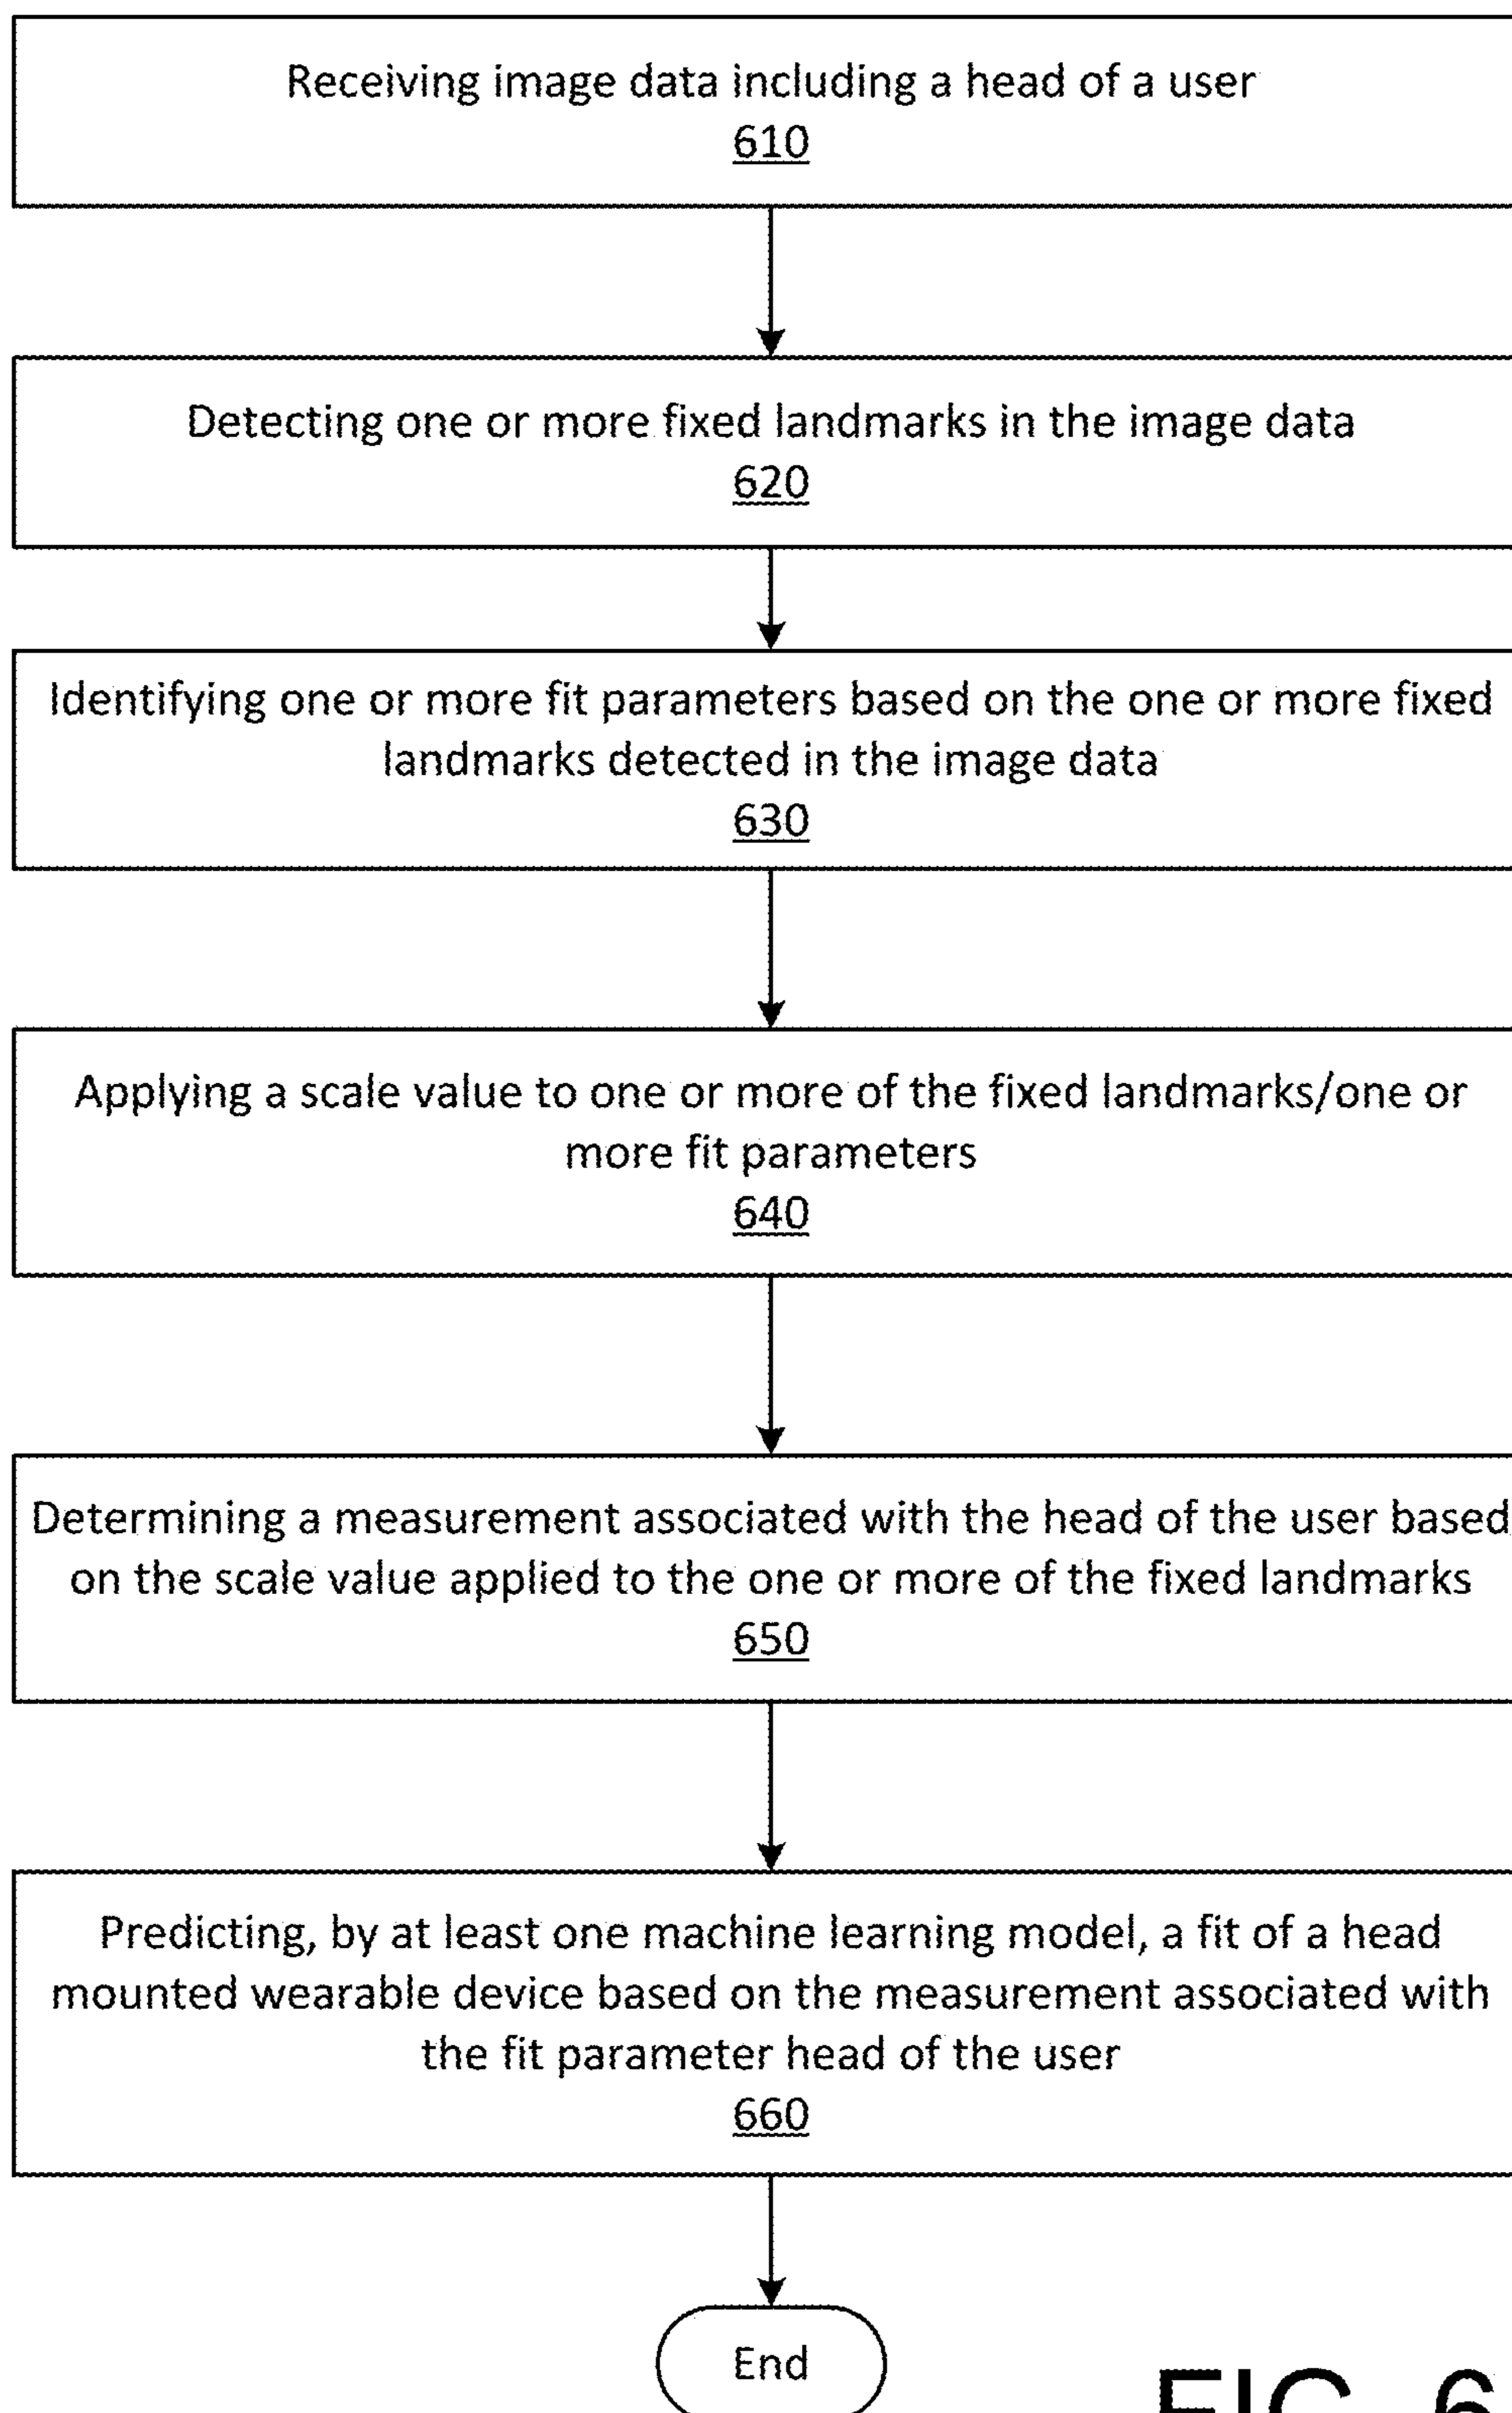 Receiving image data including a head of a user
610
Detecting one or more fixed landmarks in the image data
620
Identifying one or more fit parameters based on the one or more fixed
landmarks detected in the image data
630
Applying a scale value to one or more of the fixed landmarks/one or
more fit parameters
640
Determining a measurement associated with the head of the user based
on the scale value applied to the one or more of the fixed landmarks
650
Predicting, by at least one machine learning model, a fit of a head
mounted wearable device based on the measurement associated with
the fit parameter head of the user
660
End
FIG. 6